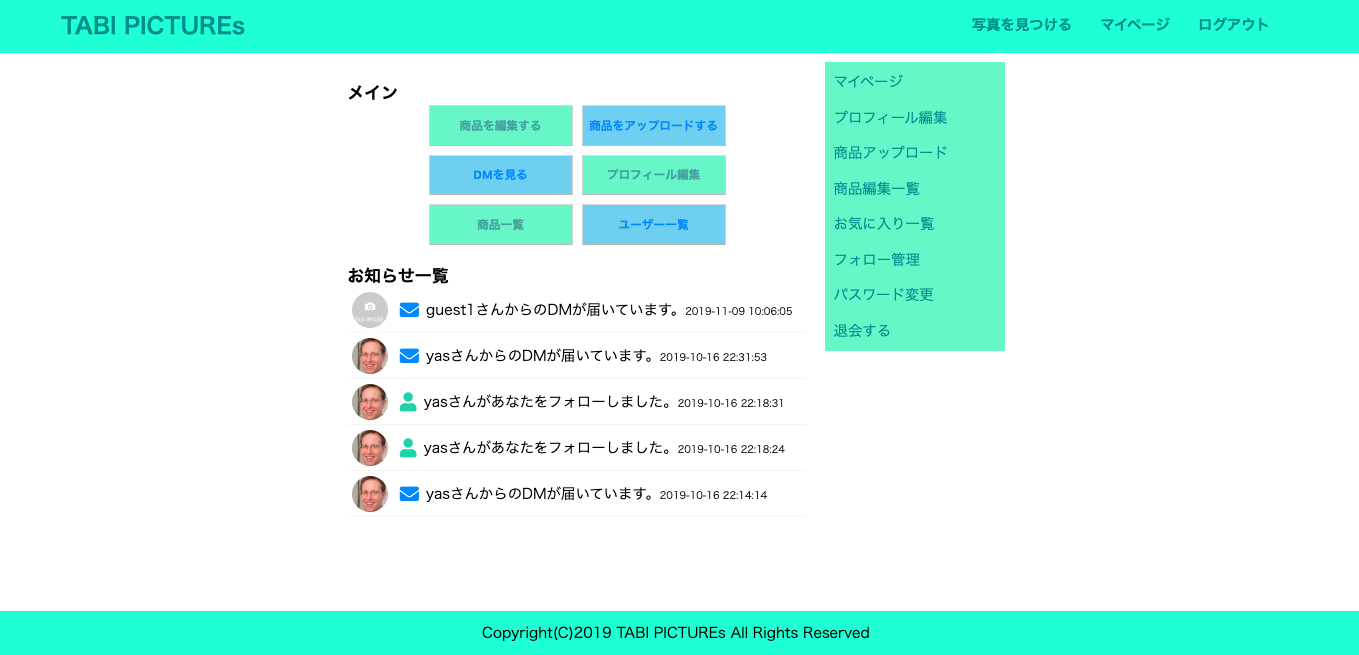 TABI PICTUREs
写真を見つける マイページ ログアウト
メイン
商品を編集する 商品をアップロードする
DMを見る プロフィール編集
商品一覧 ユーザー一覧
お知らせ一覧
NO IMAGE
guest1さんからのDMが届いています。2019-11-09 10:06:05
yasさんからのDMが届いています。2019-10-16 22:31:53
yasさんがあなたをフォローしました。2019-10-16 22:18:31
yasさんがあなたをフォローしました。2019-10-16 22:18:24
yasさんからのDMが届いています。2019-10-16 22:14:14
マイページ
プロフィール編集
商品アップロード
商品編集一覧
お気に入り一覧
フォロー管理
パスワード変更
退会する
Copyright(C)2019 TABI PICTUREs All Rights Reserved